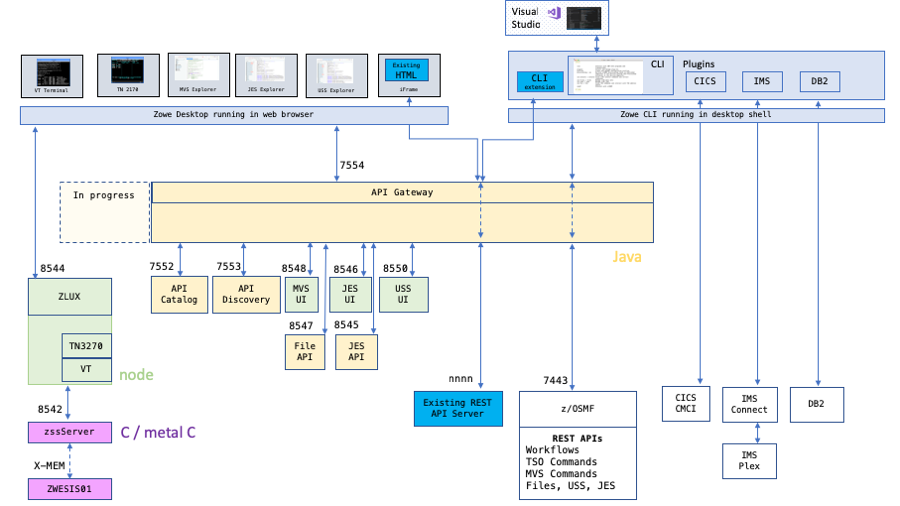 Visual
Studio
Existing
HTML
VT Terminal
TN 2170
MVS Explorer
JES Explorer
USS Explorer
iFrame
CLI
extension
CLI
Plugins
CICS
IMS
DB2
Zowe Desktop running in web browser
Zowe CLI running in desktop shell
7554
In progress
API Gateway
Java
8544
7552
7553
8548
8546
8550
ZLUX
API
Catalog
API
Discovery
MVS
UI
JES
UI
USS
UI
8547
8545
TN3270
VT
node
File
API
JES
API
nnnn
7443
8542
Existing REST
API Server
z/OSMF
CICS
CMCI
IMS
Connect
DB2
zssServer
C / metal C
REST APIs
Workflows
TSO Commands
MVS Commands
Files, USS, JES
X-MEM
IMS
Plex
ZWESIS01